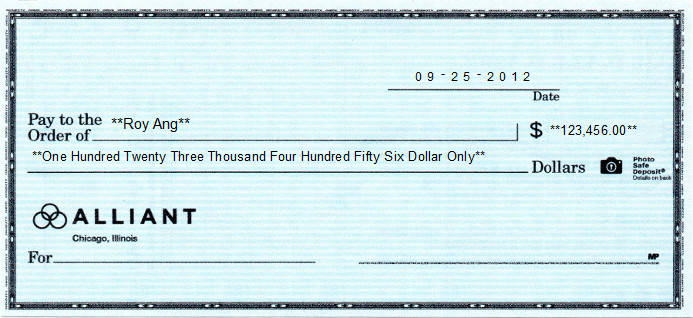 09-25-2012
Date
Pay to the
Order of **Roy Ang** $ **123,456.00**
**One Hundred Twenty Three Thousand Four Hundred Fifty Six Dollar Only** Dollars
Photo
Safe
Deposit®
Details on back
ALLIANT
Chicago, Illinois
For
MP